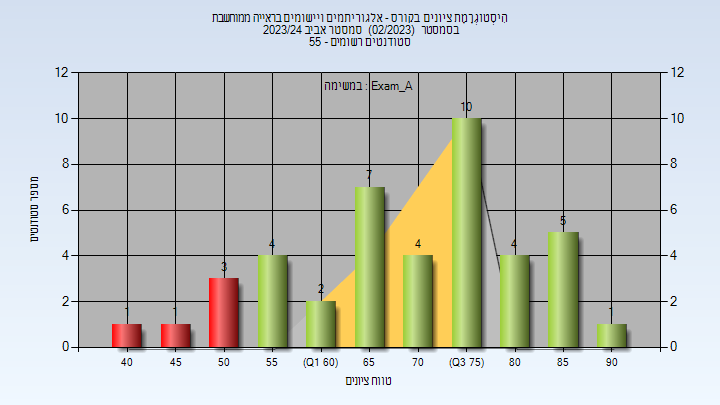 היסטוגרמת ציונים בקורס - אלגוריתמים ויישומים בראייה ממוחשבת
בסמסטר (02/2023) סמסטר אביב 2023/24
סטודנטים רשומים - 55
במשימה : Exam_A
מספר סטודנטים
12 12
10 10
8 8
6 6
4 4
2 2
0 0
1 1 3 4 2 7 4 10 4 5 1
40 45 50 55 (Q1 60) 65 70 (Q3 75) 80 85 90
טווח ציונים